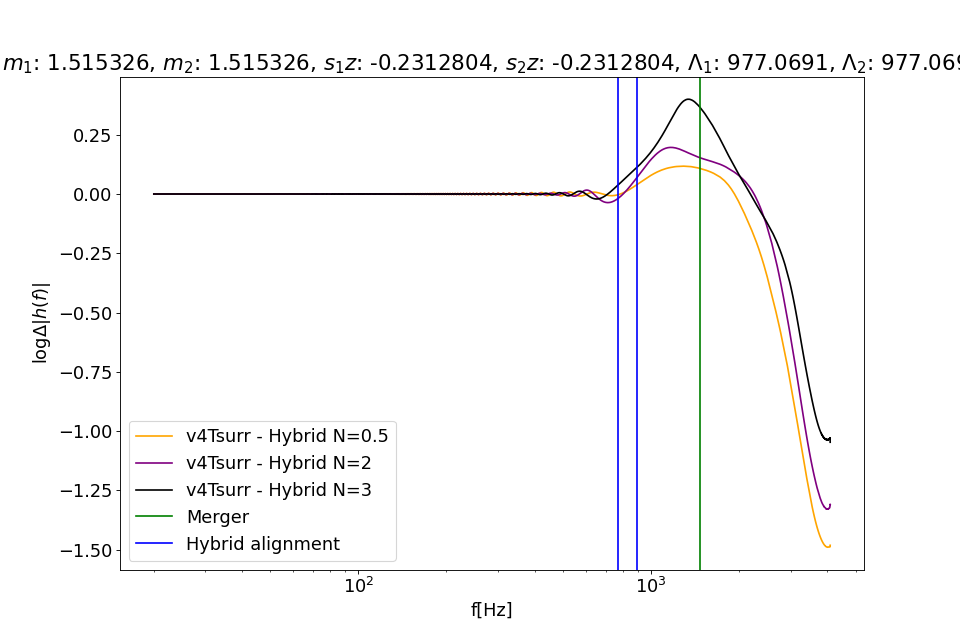 m₁: 1.515326, m₂: 1.515326, s₁z: -0.2312804, s₂z: -0.2312804, Λ₁: 977.0691, Λ₂: 977.069
0.25
0.00
−0.25
−0.50
−0.75
−1.00
−1.25
−1.50
logΔ|h(f)|
v4Tsurr - Hybrid N=0.5
v4Tsurr - Hybrid N=2
v4Tsurr - Hybrid N=3
Merger
Hybrid alignment
10² 10³
f[Hz]